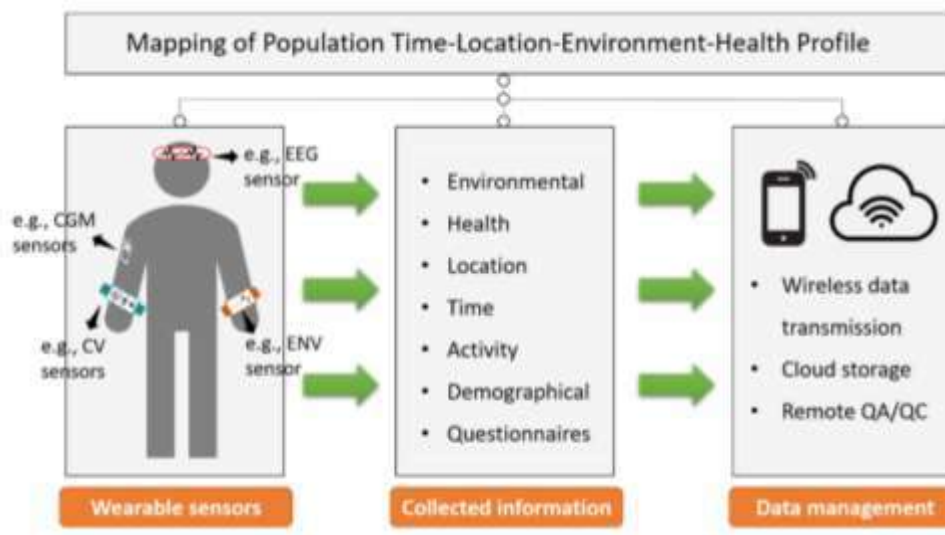 Mapping of Population Time-Location-Environment-Health Profile
e.g., EEG
sensor
e.g., CGM
sensors
e.g., CV
sensors
e.g., ENV
sensor
Wearable sensors
• Environmental
• Health
• Location
• Time
• Activity
• Demographical
• Questionnaires
Collected information
• Wireless data
transmission
• Cloud storage
• Remote QA/QC
Data management